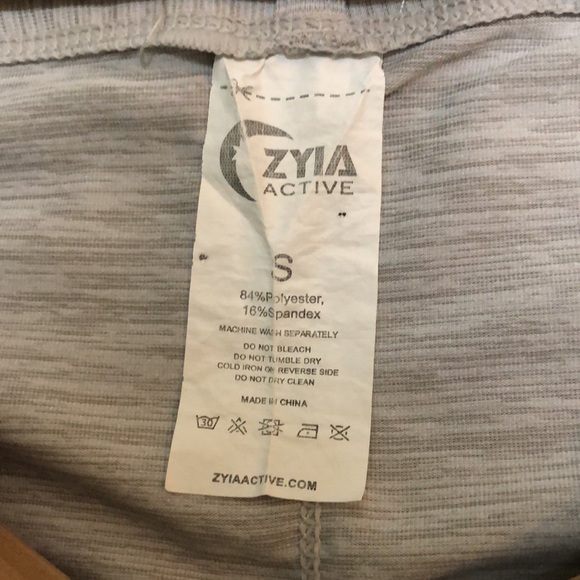 ZYIA
ACTIVE
S
84%Polyester,
16%Spandex
MACHINE WASH SEPARATELY
DO NOT BLEACH
DO NOT TUMBLE DRY
COLD IRON ON REVERSE SIDE
DO NOT DRY CLEAN
MADE IN CHINA
30
ZYIAACTIVE.COM